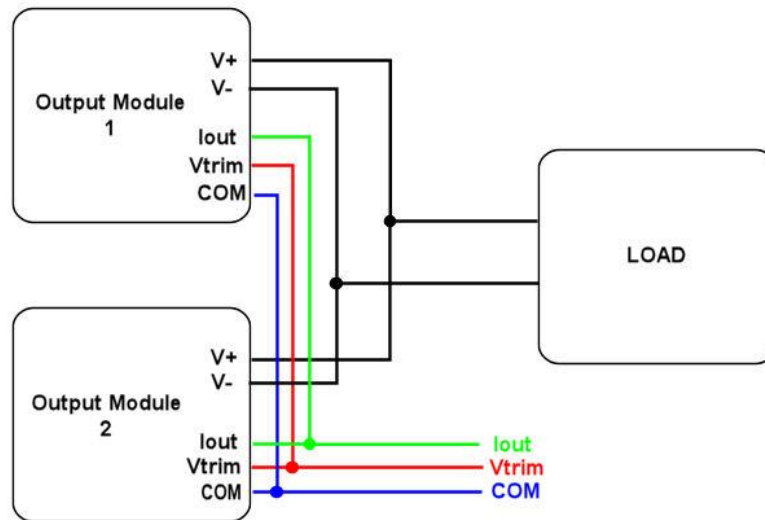 V+
V-
Output Module
1
Iout
Vtrim
COM
LOAD
V+
V-
Output Module
2
Iout
Vtrim
COM
Iout
Vtrim
COM